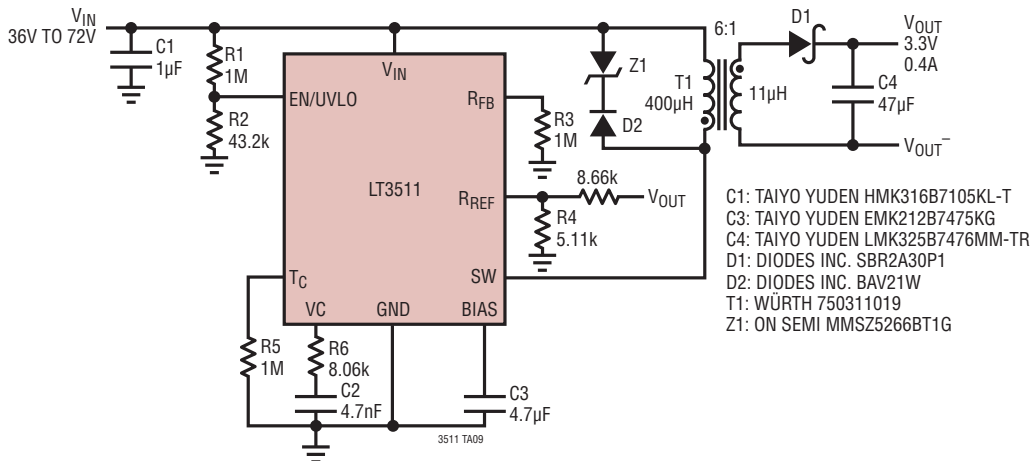 VIN
36V TO 72V
C1
1µF
R1
1M
R2
43.2k
VIN
EN/UVLO
RFB
LT3511
RREF
TC
SW
VC
GND
BIAS
Z1
D2
R3
1M
8.66k
VOUT
R4
5.11k
6:1
T1
400µH
11µH
D1
VOUT
3.3V
0.4A
C4
47µF
VOUT–
R5
1M
R6
8.06k
C2
4.7nF
C3
4.7µF
3511 TA09
C1: TAIYO YUDEN HMK316B7105KL-T
C3: TAIYO YUDEN EMK212B7475KG
C4: TAIYO YUDEN LMK325B7476MM-TR
D1: DIODES INC. SBR2A30P1
D2: DIODES INC. BAV21W
T1: WÜRTH 750311019
Z1: ON SEMI MMSZ5266BT1G